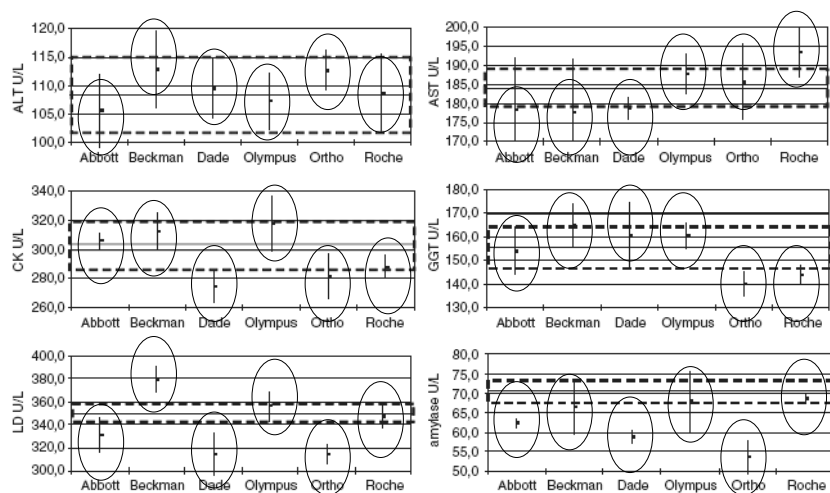 120,0
115,0
110,0
105,0
100,0
ALT U/L
Abbott Beckman Dade Olympus Ortho Roche
200,0
195,0
190,0
185,0
180,0
175,0
170,0
AST U/L
Abbott Beckman Dade Olympus Ortho Roche
340,0
320,0
300,0
280,0
260,0
CK U/L
Abbott Beckman Dade Olympus Ortho Roche
180,0
170,0
160,0
150,0
140,0
130,0
GGT U/L
Abbott Beckman Dade Olympus Ortho Roche
400,0
380,0
360,0
340,0
320,0
300,0
LD U/L
Abbott Beckman Dade Olympus Ortho Roche
75,0
70,0
65,0
60,0
55,0
50,0
amylase U/L
Abbott Beckman Dade Olympus Ortho Roche